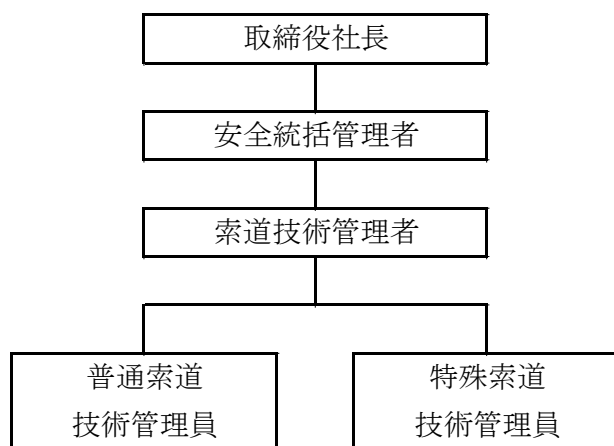 取締役社長
安全統括管理者
索道技術管理者
普通索道
技術管理員
特殊索道
技術管理員